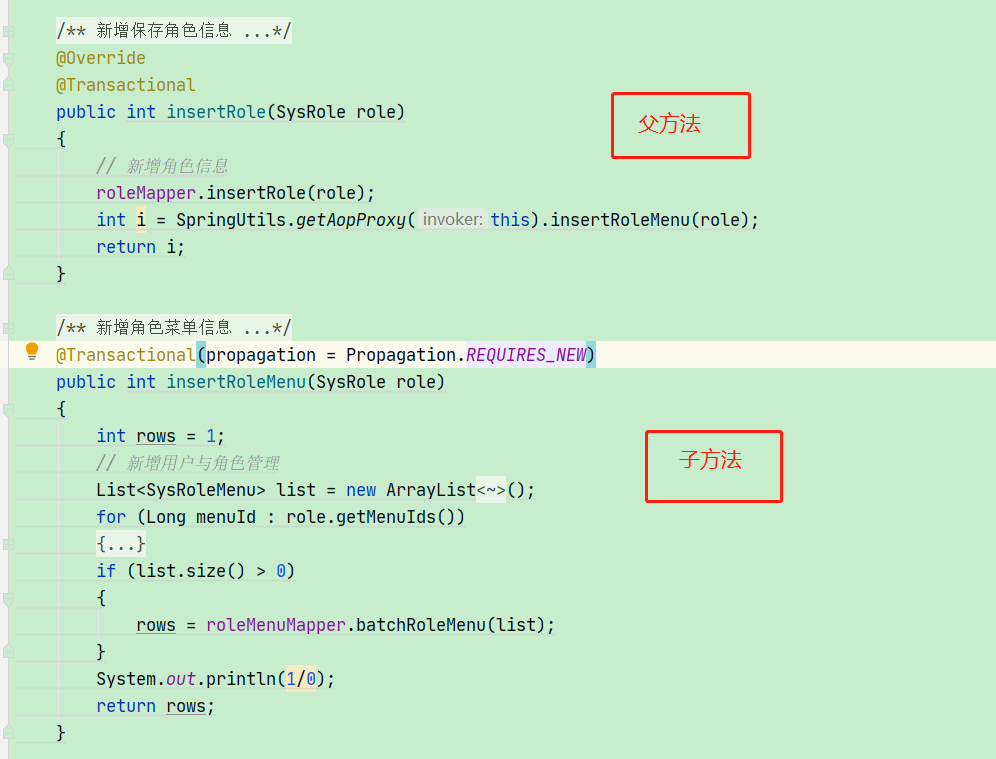 /** 新增保存角色信息 ...*/
@Override
@Transactional
public int insertRole(SysRole role)
父方法
{
// 新增角色信息
roleMapper.insertRole(role);
int i = SpringUtils.getAopProxy( invoker: this).insertRoleMenu(role);
return i;
}
/** 新增角色菜单信息 ...*/
@Transactional(propagation = Propagation.REQUIRES_NEW)
public int insertRoleMenu(SysRole role)
{
int rows = 1;
子方法
// 新增用户与角色管理
List<SysRoleMenu> list = new ArrayList<~>();
for (Long menuId : role.getMenuIds())
{...}
if (list.size() > 0)
{
rows = roleMenuMapper.batchRoleMenu(list);
}
System.out.println(1/0);
return rows;
}